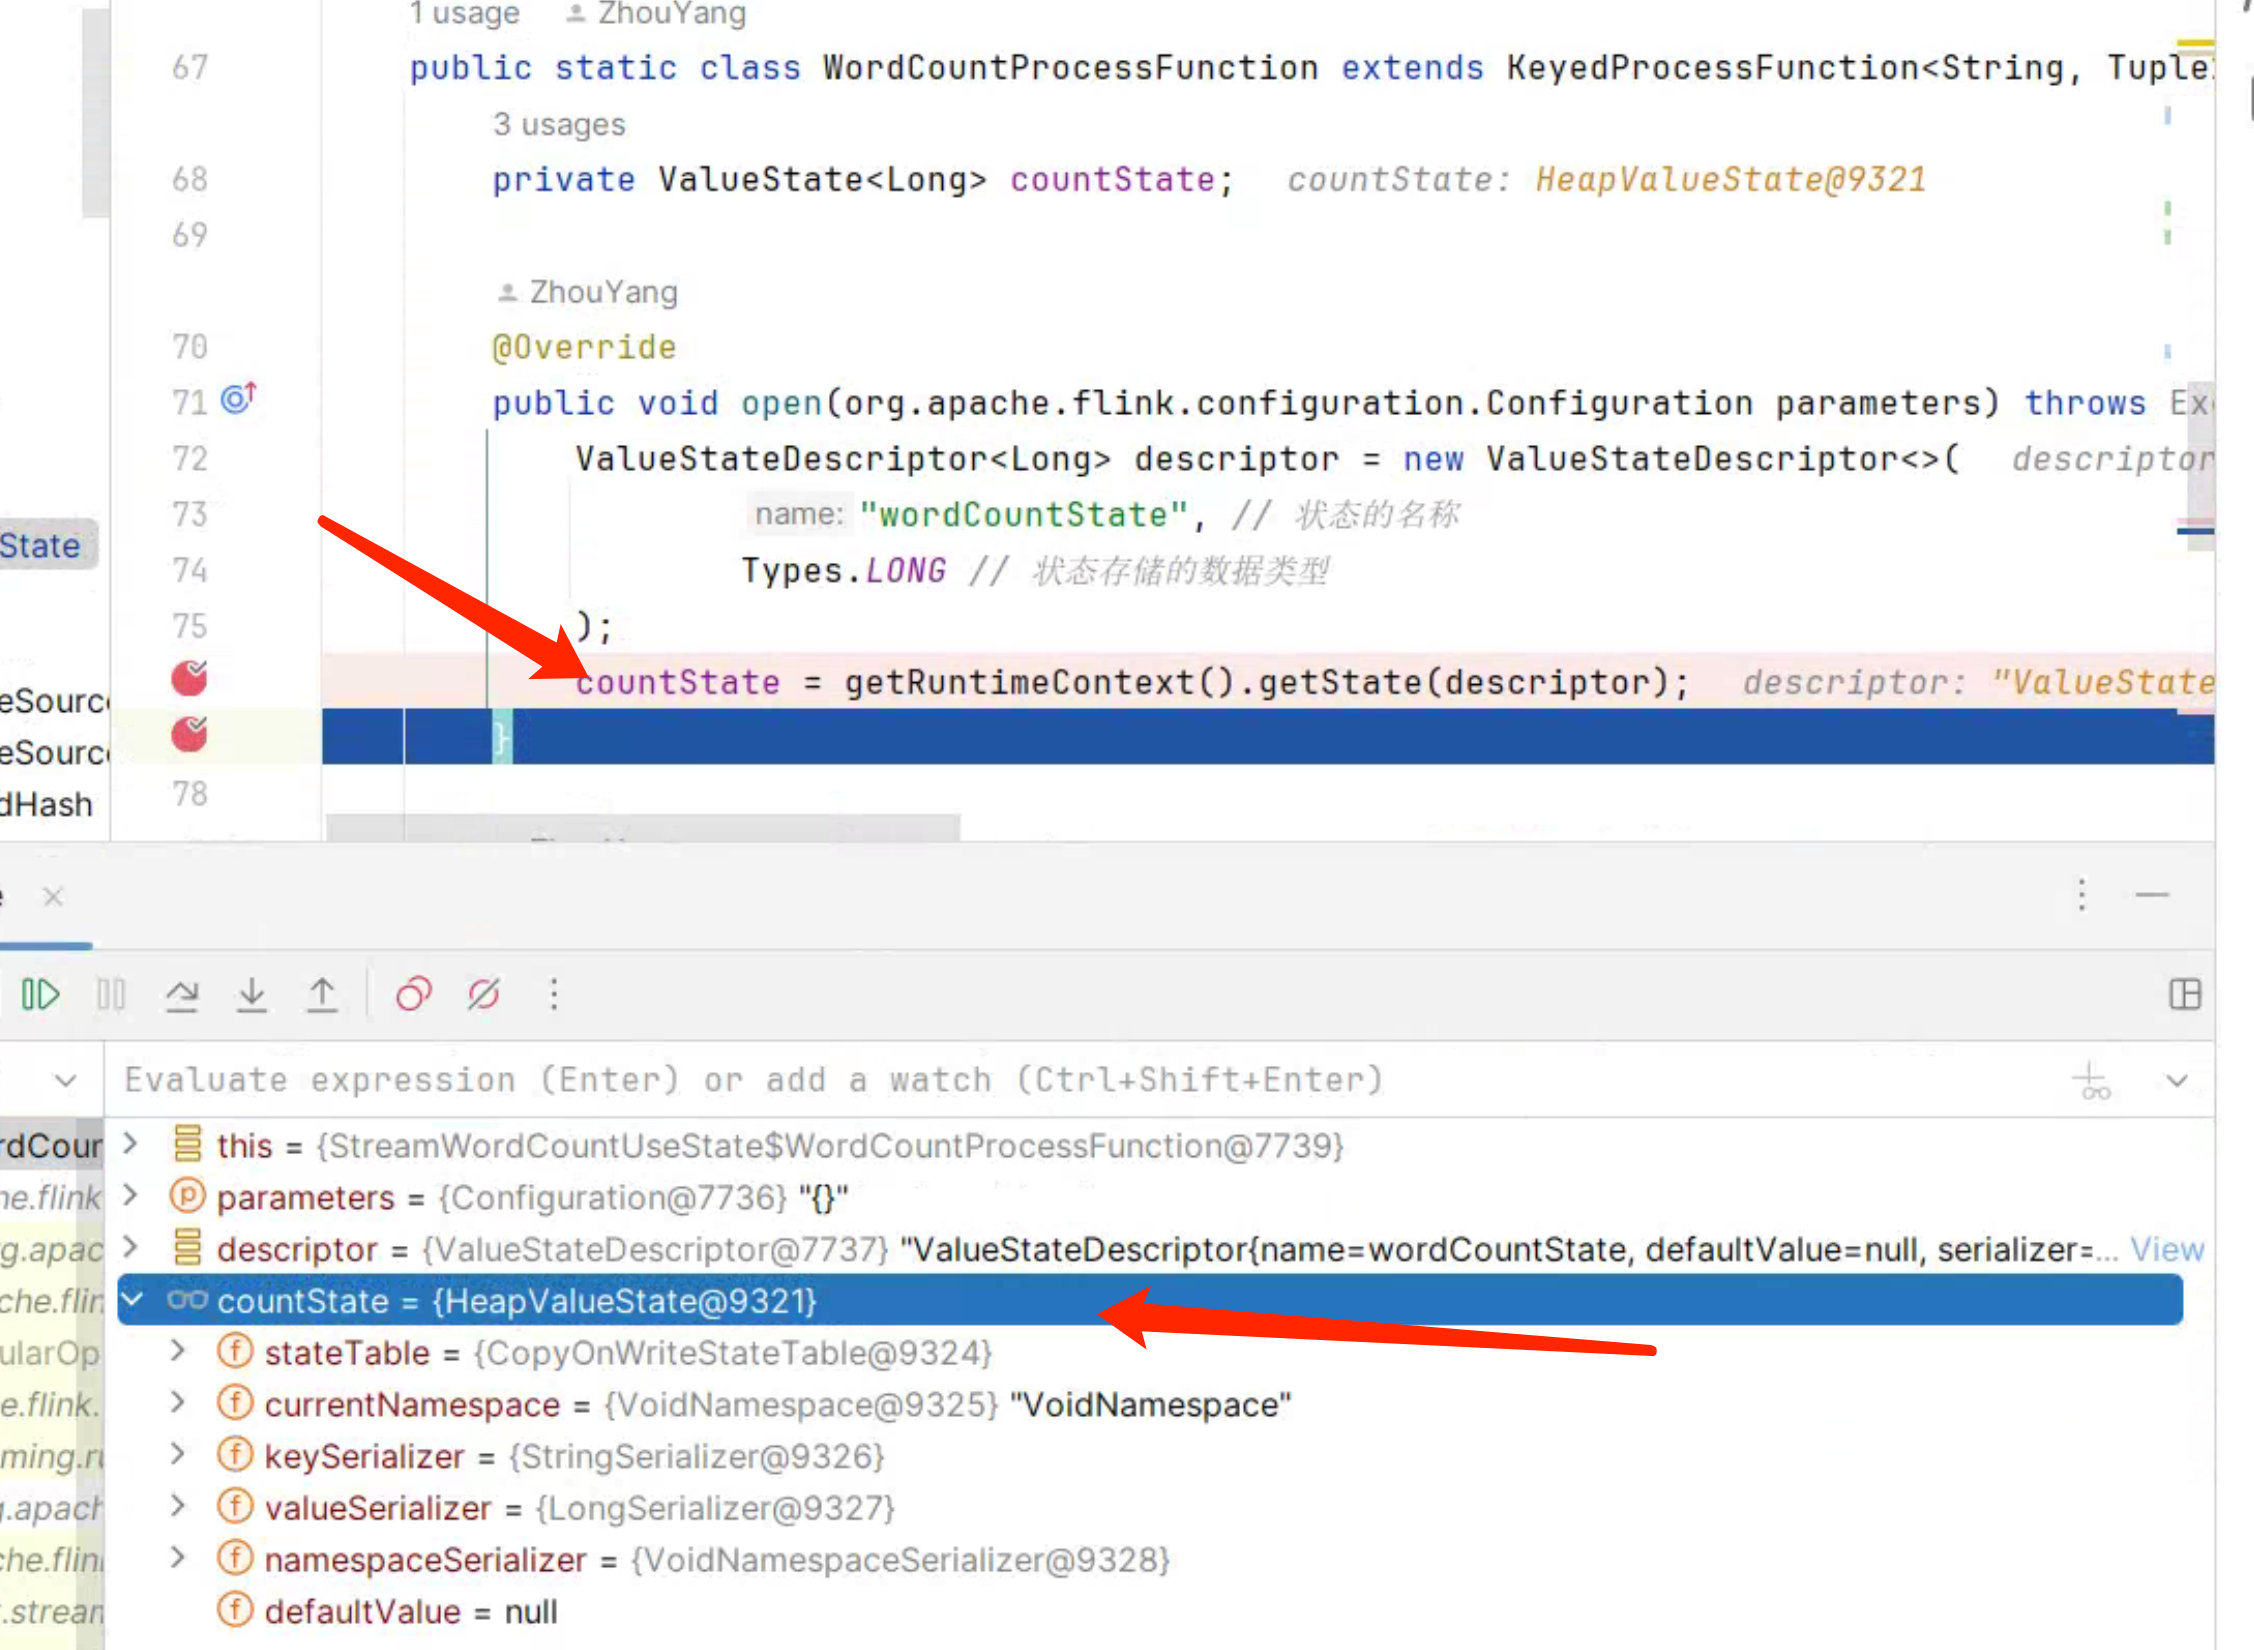 1 usage ZhouYang
67 public static class WordCountProcessFunction extends KeyedProcessFunction<String, Tuple
3 usages
68 private ValueState<Long> countState; countState: HeapValueState@9321
69
ZhouYang
70 @Override
71 public void open(org.apache.flink.configuration.Configuration parameters) throws Ex
72 ValueStateDescriptor<Long> descriptor = new ValueStateDescriptor<>( descriptor
73 name: "wordCountState", // 状态的名称
State
74 Types.LONG // 状态存储的数据类型
75 );
countState = getRuntimeContext().getState(descriptor); descriptor: "ValueState
eSourc
}
eSourc
78
dHash
Evaluate expression (Enter) or add a watch (Ctrl+Shift+Enter)
rdCour this = {StreamWordCountUseState$WordCountProcessFunction@7739}
ne.flink parameters = {Configuration@7736} "{}"
g.apac descriptor = {ValueStateDescriptor@7737} "ValueStateDescriptor{name=wordCountState, defaultValue=null, serializer=... View
che.flin countState = {HeapValueState@9321}
ularOp stateTable = {CopyOnWriteStateTable@9324}
e.flink. currentNamespace = {VoidNamespace@9325} "VoidNamespace"
ming.ru keySerializer = {StringSerializer@9326}
g.apach valueSerializer = {LongSerializer@9327}
che.flin namespaceSerializer = {VoidNamespaceSerializer@9328}
.stream defaultValue = null